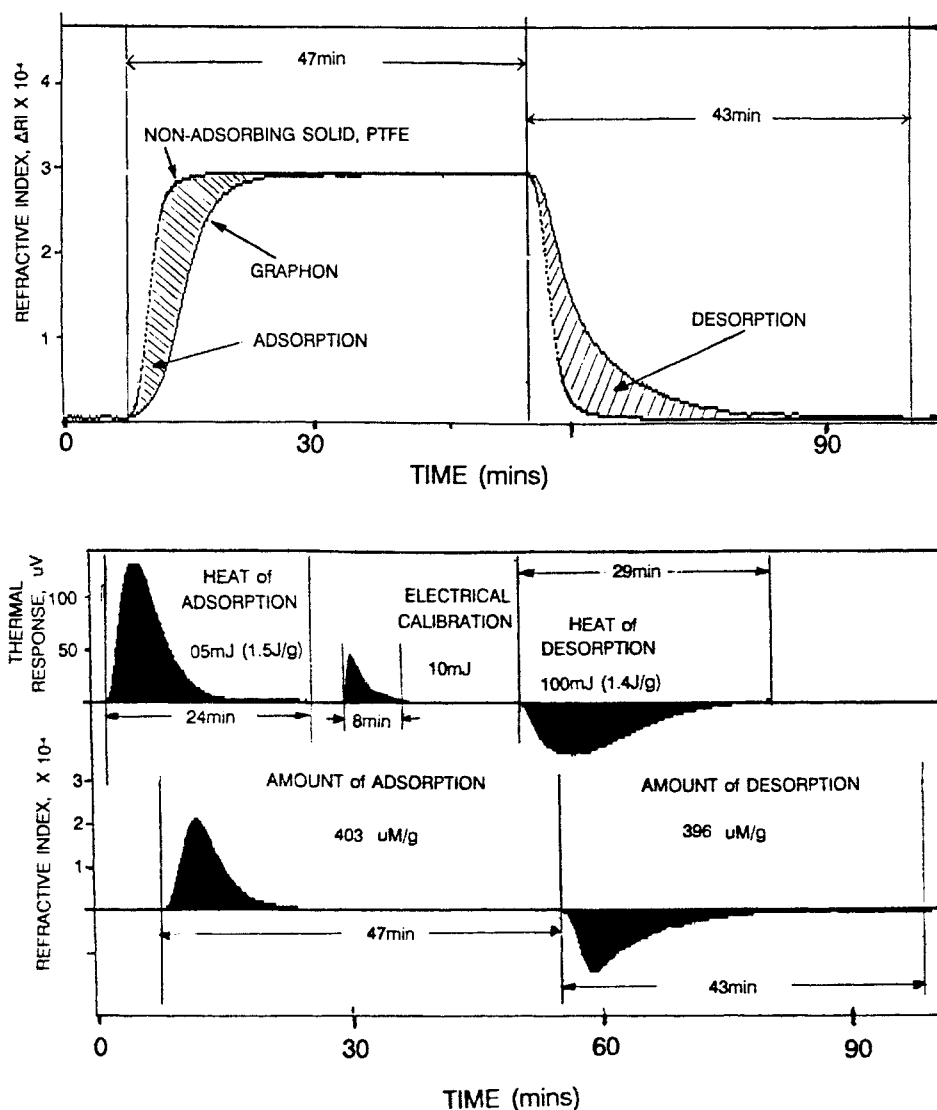 47min
4
43min
NON-ADSORBING SOLID, PTFE
3
REFRACTIVE INDEX, ΔRI X 10⁻⁴
2
GRAPHON
ADSORPTION
DESORPTION
1
0
30
90
TIME (mins)
THERMAL
RESPONSE, uV
100
50
HEAT of
ADSORPTION
05mJ (1.5J/g)
24min
ELECTRICAL
CALIBRATION
10mJ
8min
29min
HEAT of
DESORPTION
100mJ (1.4J/g)
REFRACTIVE INDEX, X 10⁻⁴
3
2
1
AMOUNT of ADSORPTION
403 uM/g
AMOUNT of DESORPTION
396 uM/g
47min
43min
0
30
60
90
TIME (mins)